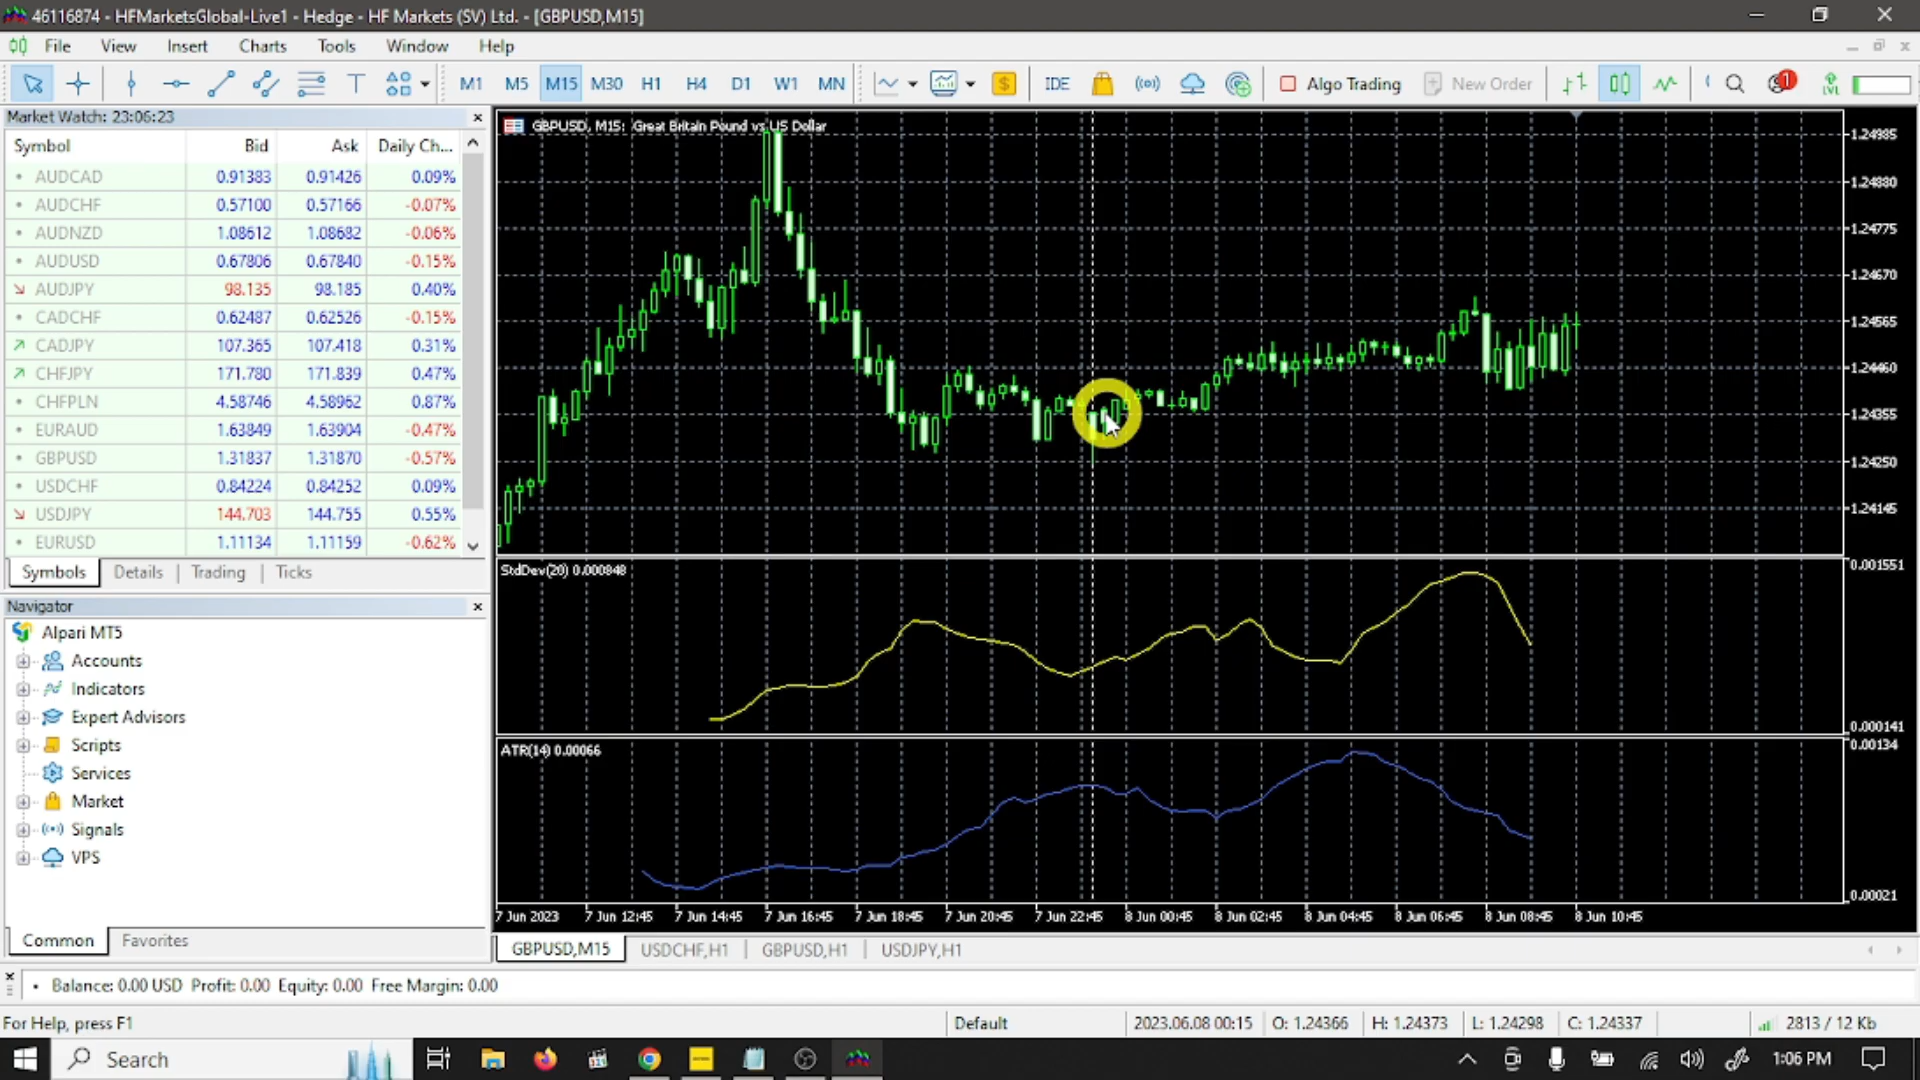 46116874 - HFMarketsGlobal-Live1 - Hedge - HF Markets (SV) Ltd. - [GBPUSD,M15]
File View Insert Charts Tools Window Help
M1 M5 M15 M30 H1 H4 D1 W1 MN IDE Algo Trading New Order
Market Watch: 23:06:23
Symbol Bid Ask Daily Ch...
AUDCAD 0.91383 0.91426 0.09%
AUDCHF 0.57100 0.57166 -0.07%
AUDNZD 1.08612 1.08682 -0.06%
AUDUSD 0.67806 0.67840 -0.15%
AUDJPY 98.135 98.185 0.40%
CADCHF 0.62487 0.62526 -0.15%
CADJPY 107.365 107.418 0.31%
CHFJPY 171.780 171.839 0.47%
CHFPLN 4.58746 4.58962 0.87%
EURAUD 1.63849 1.63904 -0.47%
GBPUSD 1.31837 1.31870 -0.57%
USDCHF 0.84224 0.84252 0.09%
USDJPY 144.703 144.755 0.55%
EURUSD 1.11134 1.11159 -0.62%
Symbols Details Trading Ticks
Navigator
Alpari MT5
Accounts
Indicators
Expert Advisors
Scripts
Services
Market
Signals
VPS
Common Favorites
GBPUSD, M15: Great Britain Pound vs US Dollar
1.24985
1.24880
1.24775
1.24670
1.24565
1.24460
1.24355
1.24250
1.24145
StdDev(20) 0.000848
0.001551
0.000141
ATR(14) 0.00066
0.00134
0.00021
7 Jun 2023 7 Jun 12:45 7 Jun 14:45 7 Jun 16:45 7 Jun 18:45 7 Jun 20:45 7 Jun 22:45 8 Jun 00:45 8 Jun 02:45 8 Jun 04:45 8 Jun 06:45 8 Jun 08:45 8 Jun 10:45
GBPUSD,M15 USDCHF,H1 GBPUSD,H1 USDJPY,H1
Balance: 0.00 USD Profit: 0.00 Equity: 0.00 Free Margin: 0.00
For Help, press F1 Default 2023.06.08 00:15 O: 1.24366 H: 1.24373 L: 1.24298 C: 1.24337 2813 / 12 Kb
Search 1:06 PM